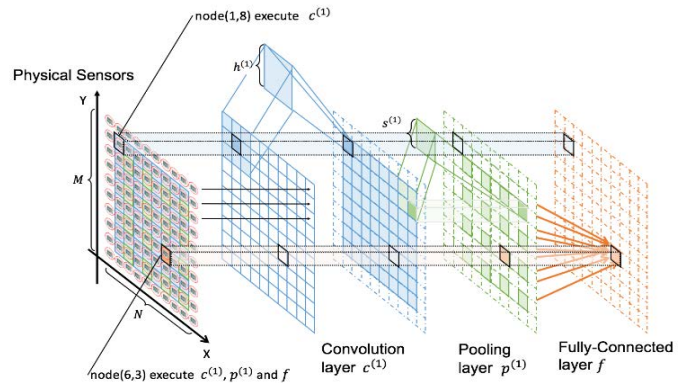 node(1,8) execute c⁽¹⁾
h⁽¹⁾
Physical Sensors
Y
s⁽¹⁾
M
N
X
Convolution
layer c⁽¹⁾
Pooling
layer p⁽¹⁾
Fully-Connected
layer f
node(6,3) execute c⁽¹⁾, p⁽¹⁾ and f